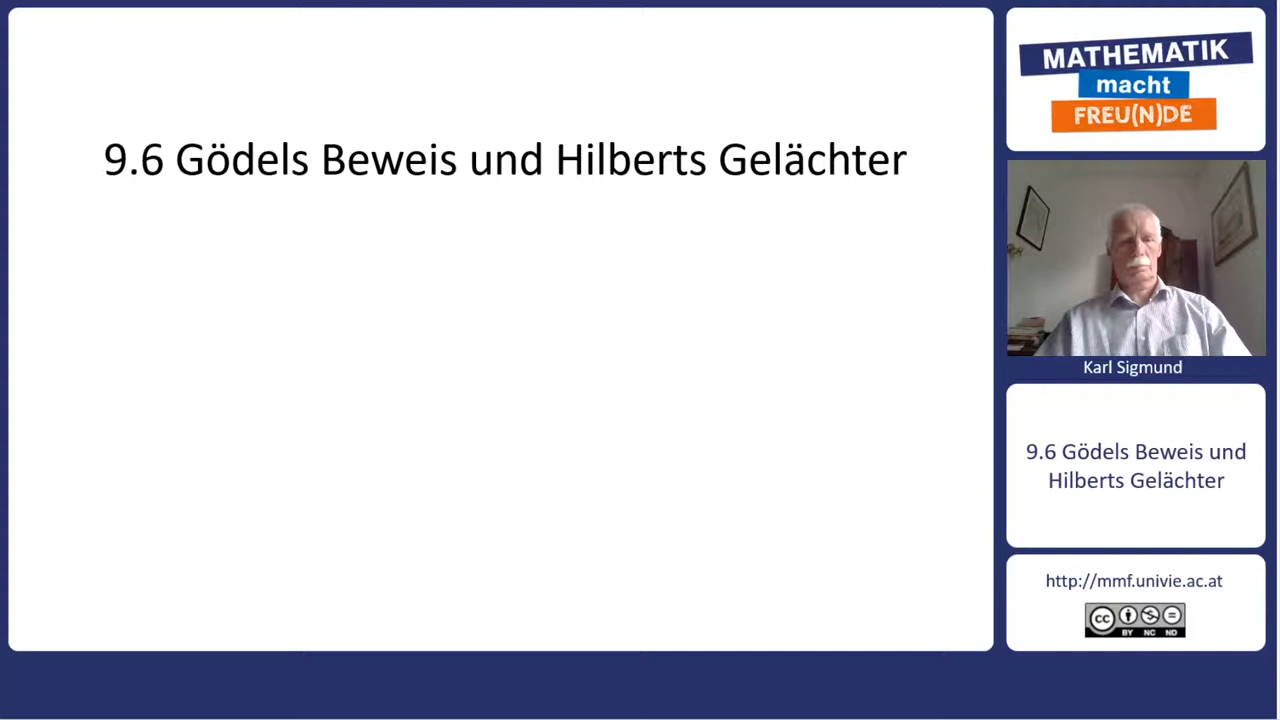 9.6 Gödels Beweis und Hilberts Gelächter
MATHEMATIK
macht
FREU(N)DE
Karl Sigmund
9.6 Gödels Beweis und
Hilberts Gelächter
http://mmf.univie.ac.at
cc
BY NC ND